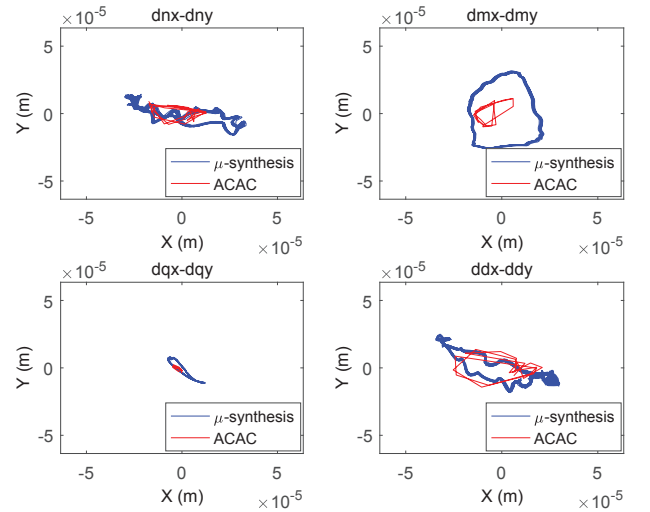 dnx-dny
×10⁻⁵
5
0
-5
Y (m)
μ-synthesis
ACAC
-5 0 5
X (m)
×10⁻⁵
dmx-dmy
×10⁻⁵
5
0
-5
Y (m)
μ-synthesis
ACAC
-5 0 5
X (m)
×10⁻⁵
dqx-dqy
×10⁻⁵
5
0
-5
Y (m)
μ-synthesis
ACAC
-5 0 5
X (m)
×10⁻⁵
ddx-ddy
×10⁻⁵
5
0
-5
Y (m)
μ-synthesis
ACAC
-5 0 5
X (m)
×10⁻⁵